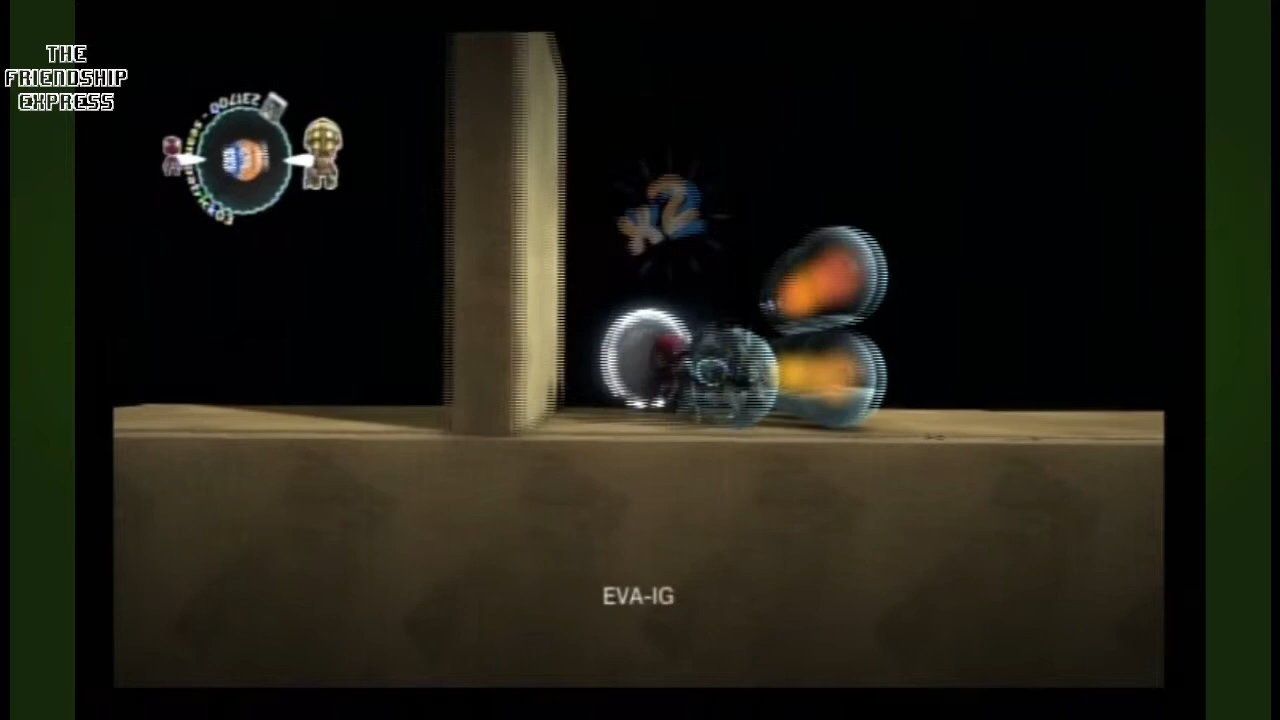 THE
FRIENDSHIP
EXPRESS
x2
EVA-IG